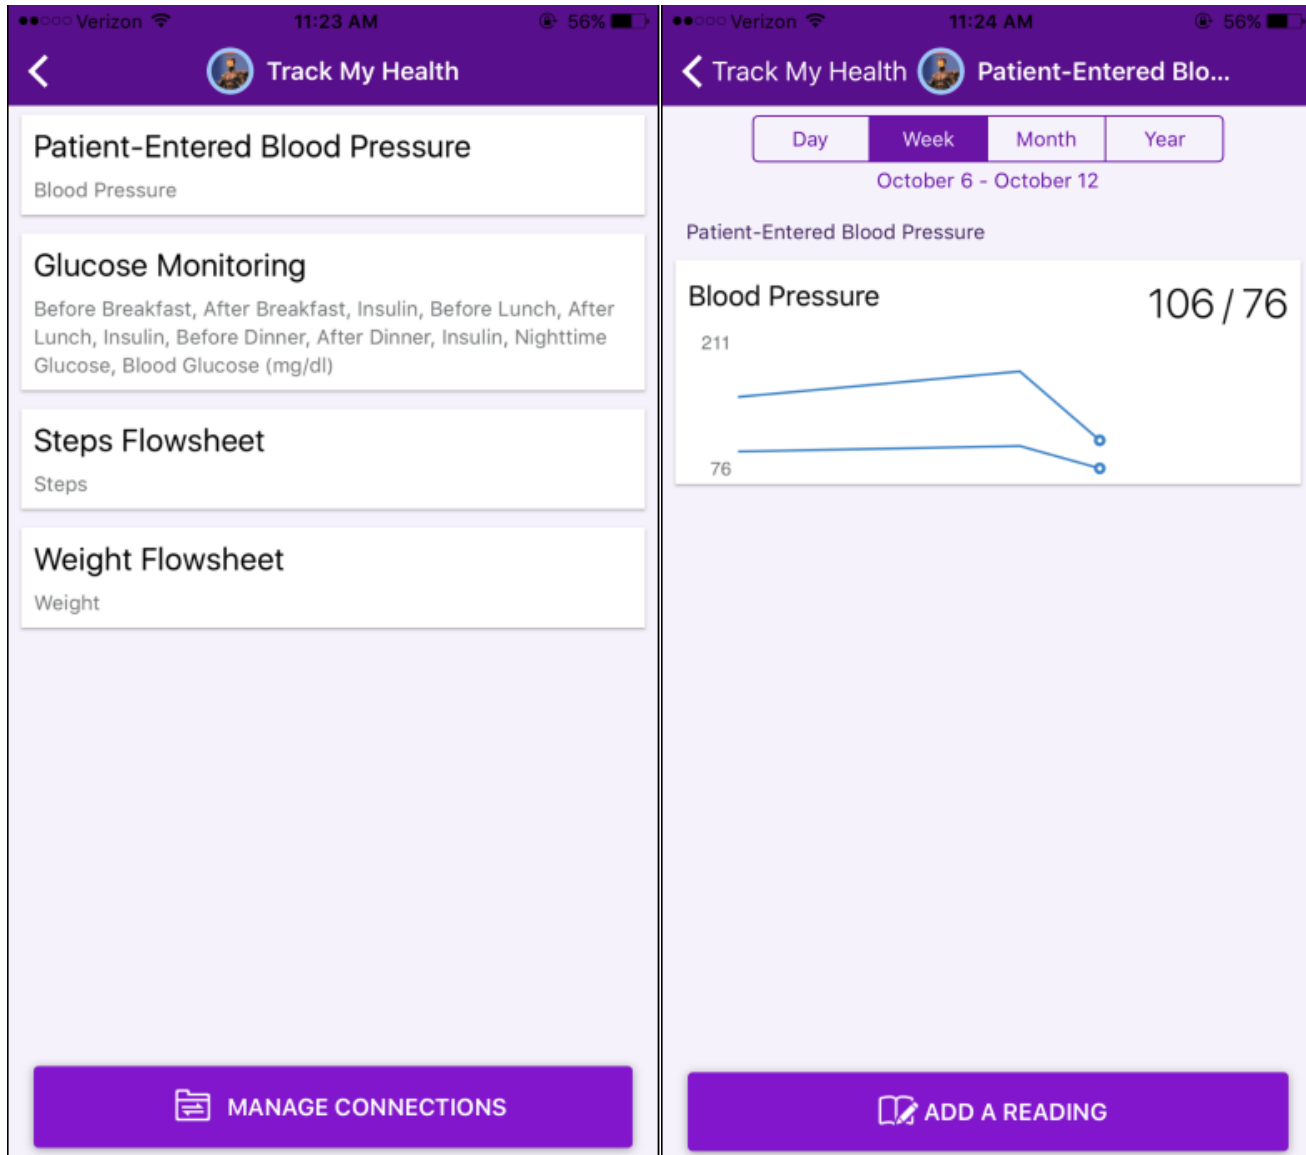 Verizon 11:23 AM 56%
Track My Health
Patient-Entered Blood Pressure
Blood Pressure
Glucose Monitoring
Before Breakfast, After Breakfast, Insulin, Before Lunch, After
Lunch, Insulin, Before Dinner, After Dinner, Insulin, Nighttime
Glucose, Blood Glucose (mg/dl)
Steps Flowsheet
Steps
Weight Flowsheet
Weight
MANAGE CONNECTIONS
Verizon 11:24 AM 56%
Track My Health Patient-Entered Blo...
Day Week Month Year
October 6 - October 12
Patient-Entered Blood Pressure
Blood Pressure 106 / 76
211
76
ADD A READING